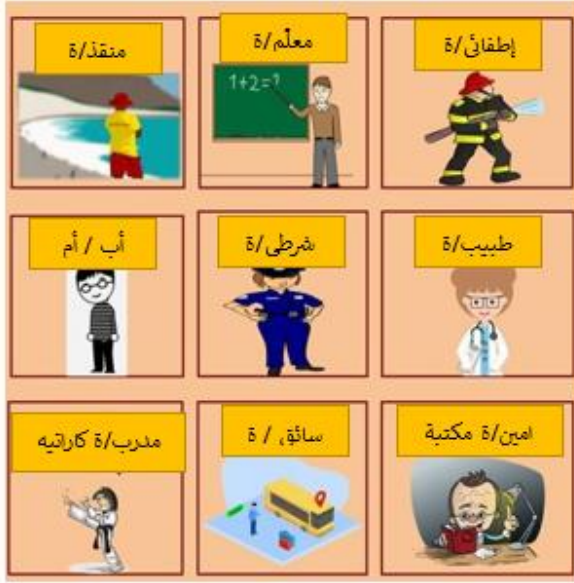 إطفائي/ة
معلّم/ة
منقذ/ة
1+2=?
طبيب/ة
شرطي/ة
أب / أم
امين/ة مكتبة
سائق / ة
مدرب/ة كاراتيه